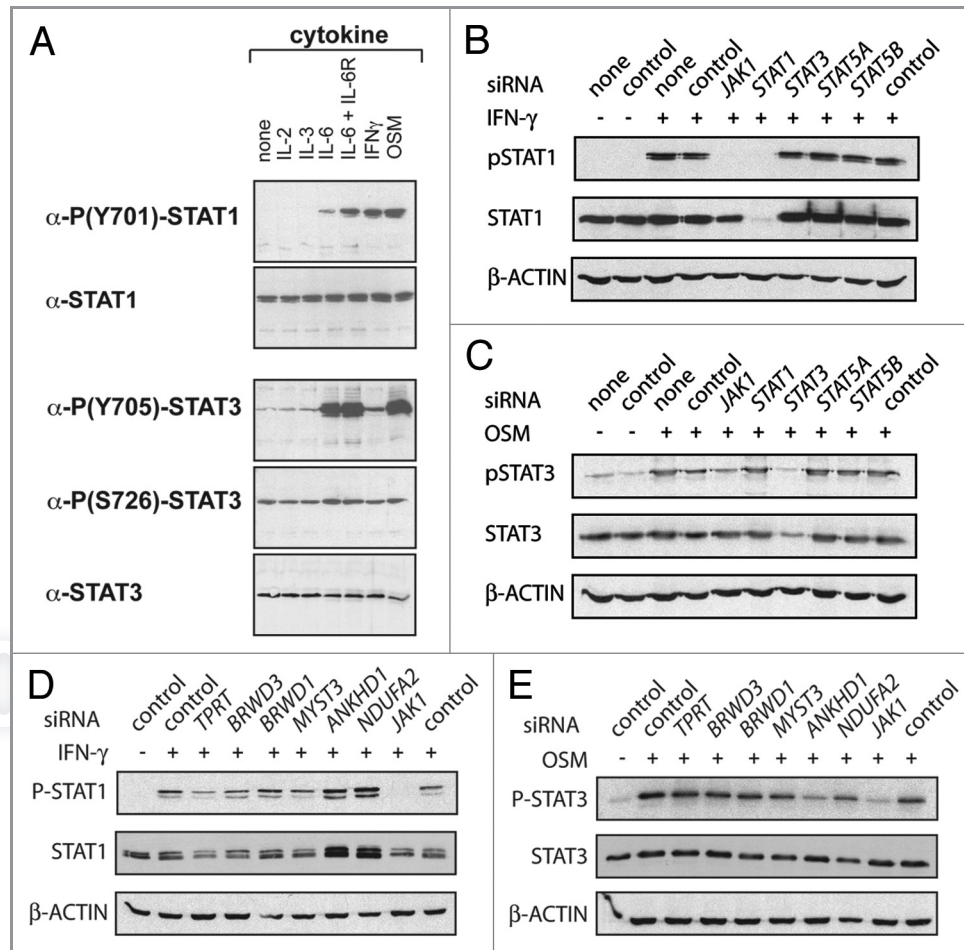 A
cytokine
none
IL-2
IL-3
IL-6
IL-6 + IL-6R
IFNγ
OSM
α-P(Y701)-STAT1
α-STAT1
α-P(Y705)-STAT3
α-P(S726)-STAT3
α-STAT3
B
siRNA none control none control JAK1 STAT1 STAT3 STAT5A STAT5B control
IFN-γ - - + + + + + + + +
pSTAT1
STAT1
β-ACTIN
C
siRNA none control none control JAK1 STAT1 STAT3 STAT5A STAT5B control
OSM - - + + + + + + + +
pSTAT3
STAT3
β-ACTIN
D
siRNA control control TPRT BRWD3 BRWD1 MYST3 ANKHD1 NDUFA2 JAK1 control
IFN-γ - + + + + + + + + +
P-STAT1
STAT1
β-ACTIN
E
siRNA control control TPRT BRWD3 BRWD1 MYST3 ANKHD1 NDUFA2 JAK1 control
OSM - + + + + + + + + +
P-STAT3
STAT3
β-ACTIN